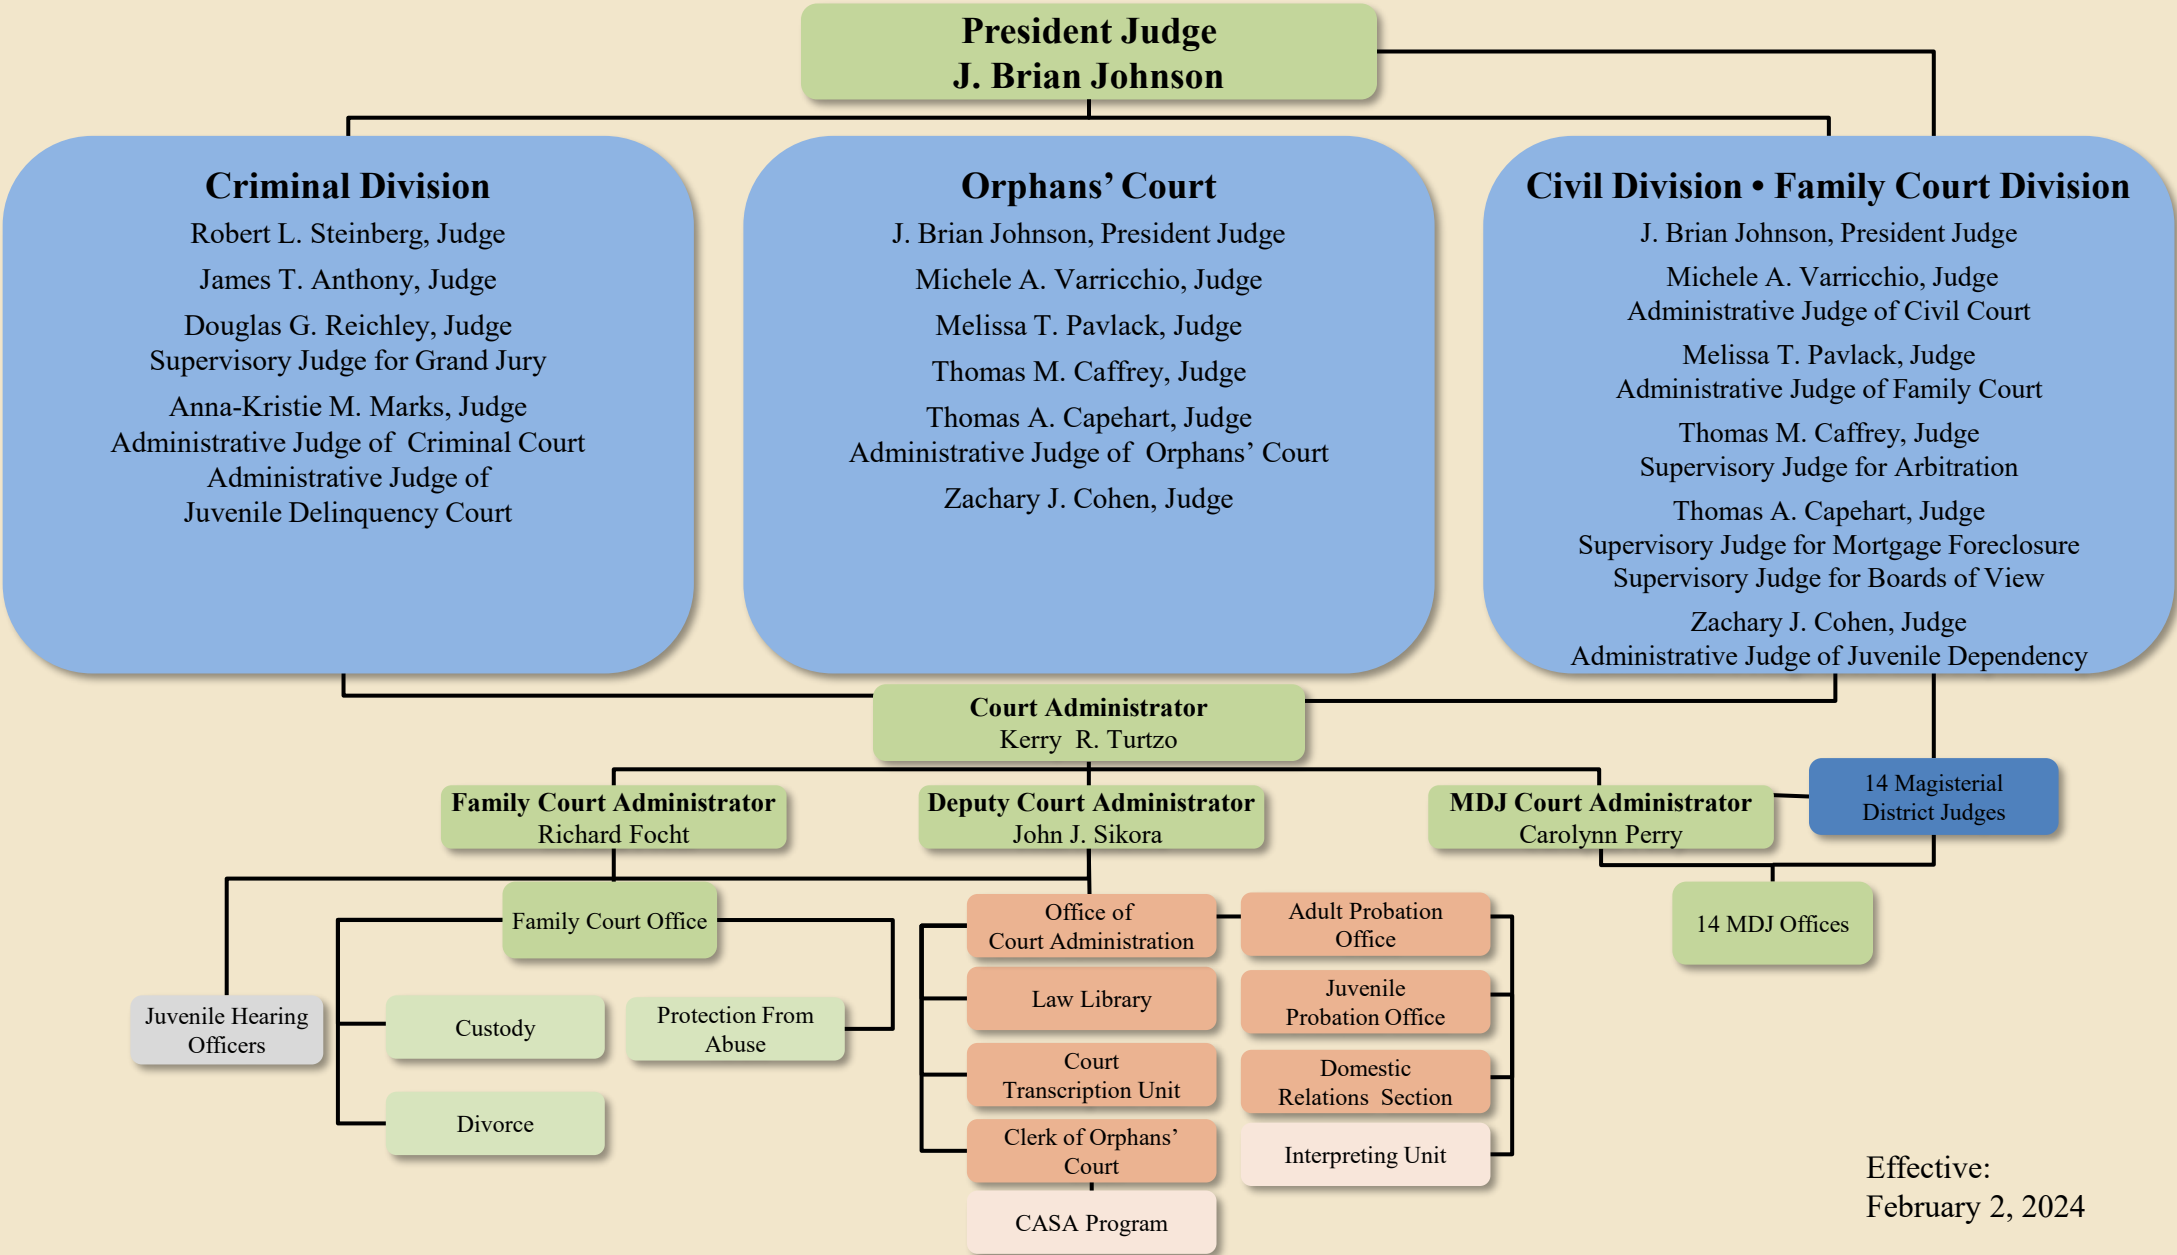 President Judge
J. Brian Johnson
Criminal Division
Robert L. Steinberg, Judge
James T. Anthony, Judge
Douglas G. Reichley, Judge
Supervisory Judge for Grand Jury
Anna-Kristie M. Marks, Judge
Administrative Judge of  Criminal Court
Administrative Judge of
Juvenile Delinquency Court
Orphans’ Court
J. Brian Johnson, President Judge
Michele A. Varricchio, Judge
Melissa T. Pavlack, Judge
Thomas M. Caffrey, Judge
Thomas A. Capehart, Judge
Administrative Judge of  Orphans’ Court
Zachary J. Cohen, Judge
Civil Division • Family Court Division
J. Brian Johnson, President Judge
Michele A. Varricchio, Judge
Administrative Judge of Civil Court
Melissa T. Pavlack, Judge
Administrative Judge of Family Court
Thomas M. Caffrey, Judge
Supervisory Judge for Arbitration
Thomas A. Capehart, Judge
Supervisory Judge for Mortgage Foreclosure
Supervisory Judge for Boards of View
Zachary J. Cohen, Judge
Administrative Judge of Juvenile Dependency
Court Administrator
Kerry  R. Turtzo
Family Court Administrator
Richard Focht
Deputy Court Administrator
John J. Sikora
MDJ Court Administrator
Carolynn Perry
14 Magisterial
District Judges
Family Court Office
Juvenile Hearing
Officers
Custody
Divorce
Protection From
Abuse
Office of
Court Administration
Law Library
Court
Transcription Unit
Clerk of Orphans’
Court
CASA Program
Adult Probation
Office
Juvenile
Probation Office
Domestic
Relations  Section
Interpreting Unit
14 MDJ Offices
Effective:
February 2, 2024